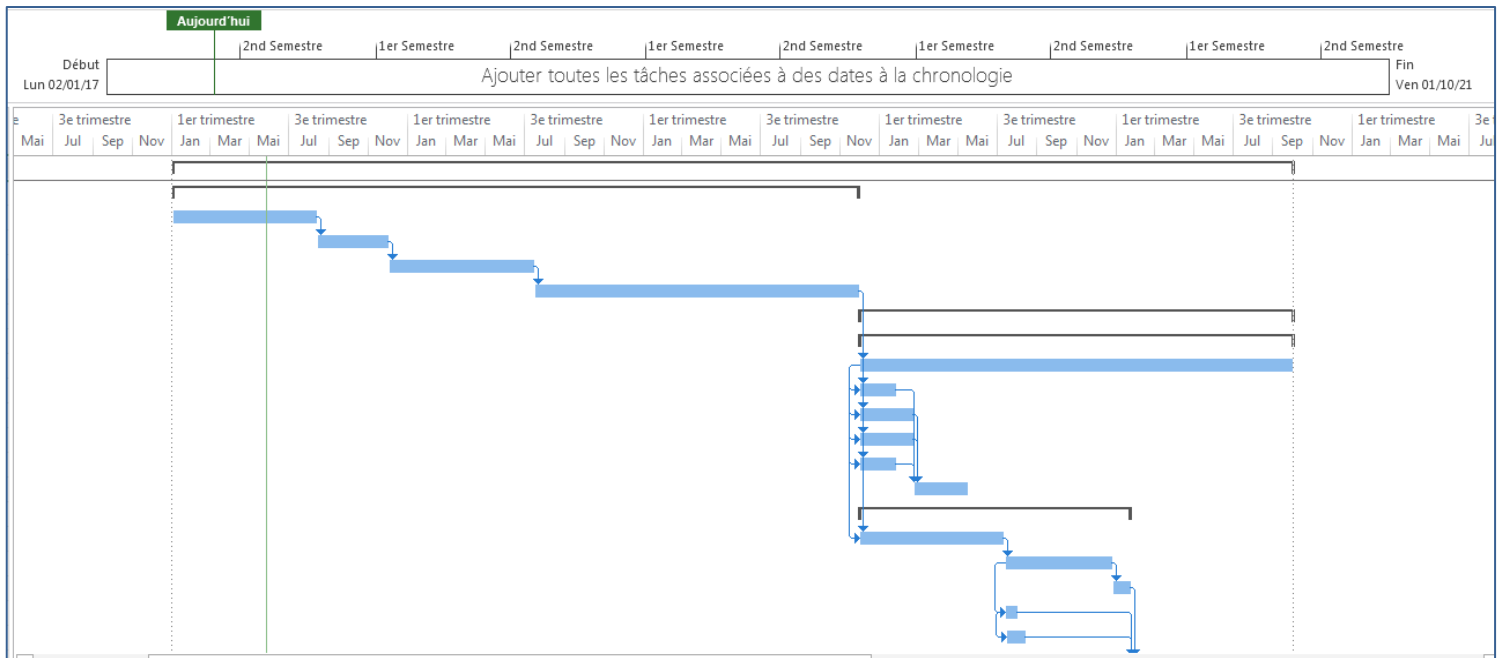 Aujourd'hui
2nd Semestre 1er Semestre 2nd Semestre 1er Semestre 2nd Semestre 1er Semestre 2nd Semestre 1er Semestre 2nd Semestre
Début
Lun 02/01/17
Ajouter toutes les tâches associées à des dates à la chronologie
Fin
Ven 01/10/21
e 3e trimestre 1er trimestre 3e trimestre 1er trimestre 3e trimestre 1er trimestre 3e trimestre 1er trimestre 3e trimestre 1er trimestre 3e trimestre 1er trimestre 3e
Mai Jul Sep Nov Jan Mar Mai Jul Sep Nov Jan Mar Mai Jul Sep Nov Jan Mar Mai Jul Sep Nov Jan Mar Mai Jul Sep Nov Jan Mar Mai Jul Sep Nov Jan Mar Mai Ju